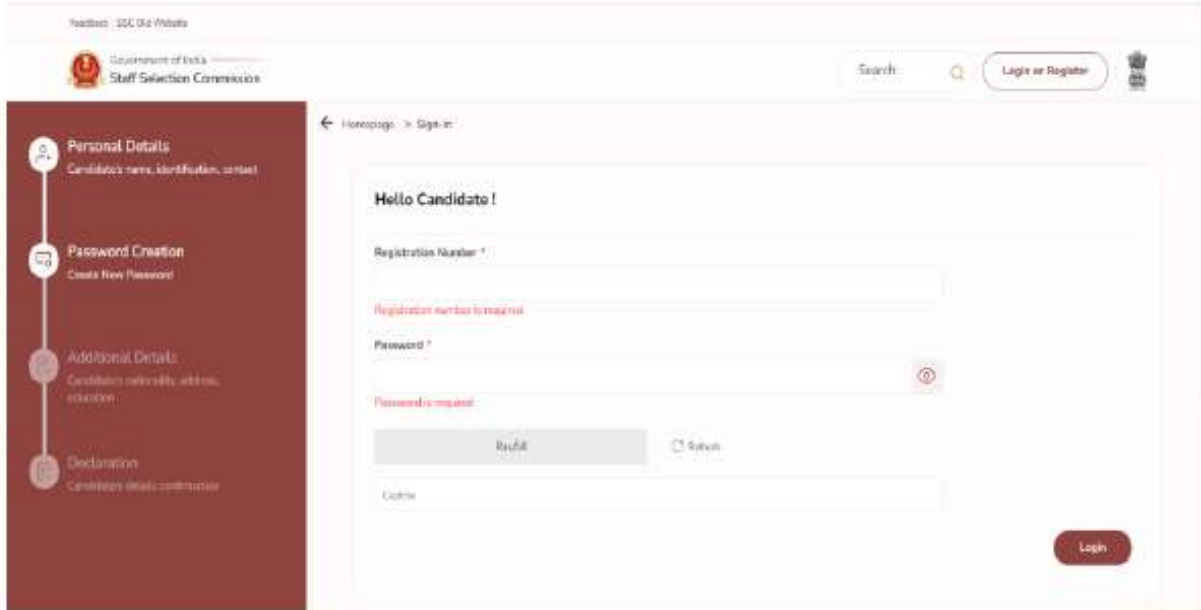 Feedback SSC Old Website
Government of India
Staff Selection Commission
Search
Login or Register
Homepage > Sign-in
Personal Details
Candidate's name, identification, contact
Password Creation
Create New Password
Additional Details
Candidate's nationality, address,
education
Declaration
Candidate's details confirmation
Hello Candidate !
Registration Number *
Registration number is required
Password *
Password is required
Refresh
Captcha
Login